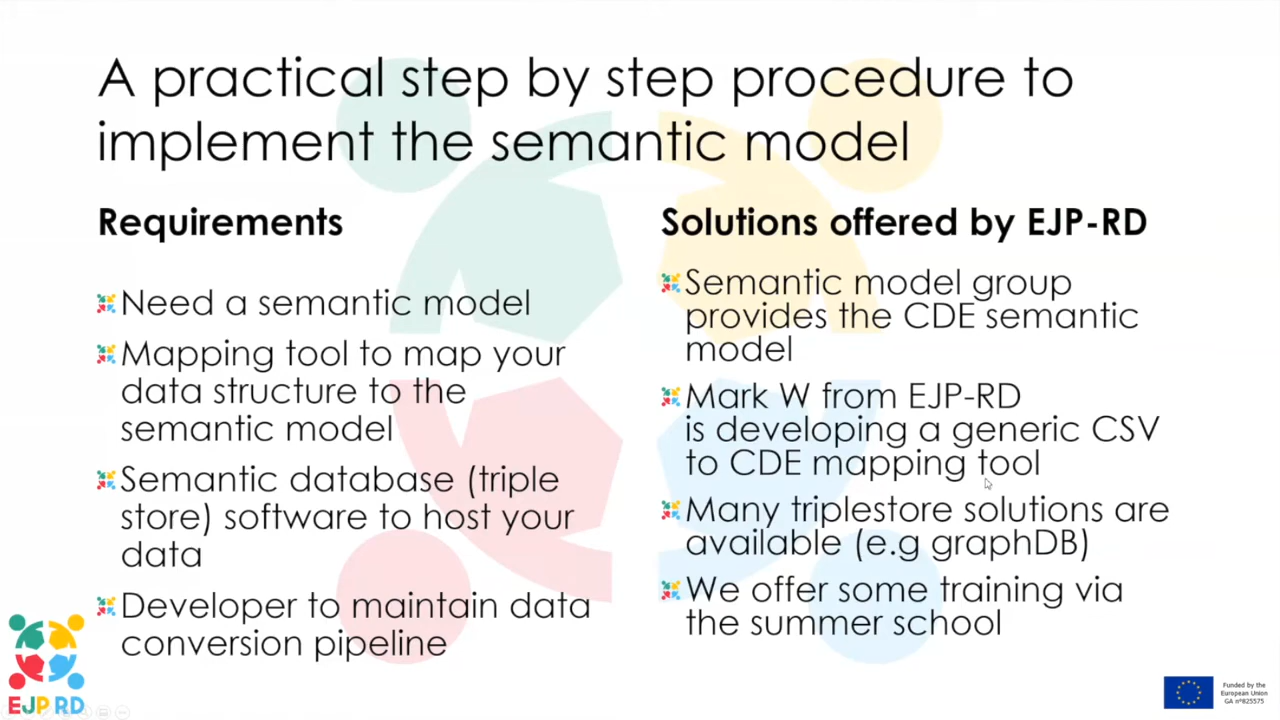 A practical step by step procedure to
implement the semantic model
Requirements
Need a semantic model
Mapping tool to map your
data structure to the
semantic model
Semantic database (triple
store) software to host your
data
Developer to maintain data
conversion pipeline
Solutions offered by EJP-RD
Semantic model group
provides the CDE semantic
model
Mark W from EJP-RD
is developing a generic CSV
to CDE mapping tool
Many triplestore solutions are
available (e.g graphDB)
We offer some training via
the summer school
EJP RD
Funded by the
European Union
GA n°825575